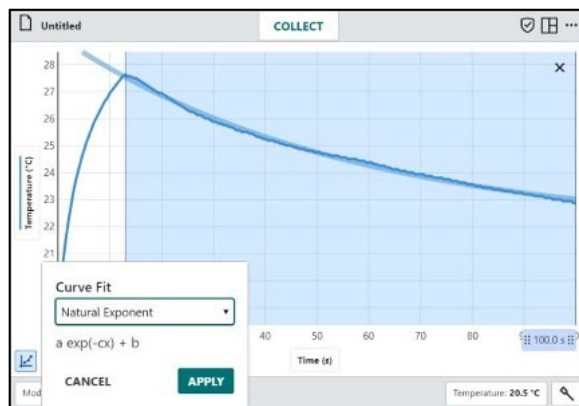 Untitled
COLLECT
28
27
26
25
24
23
22
21
Temperature (°C)
Curve Fit
Natural Exponent
a exp(-cx) + b
CANCEL
APPLY
40
50
60
70
80
100.0 s
Time (s)
Temperature: 20.5 °C